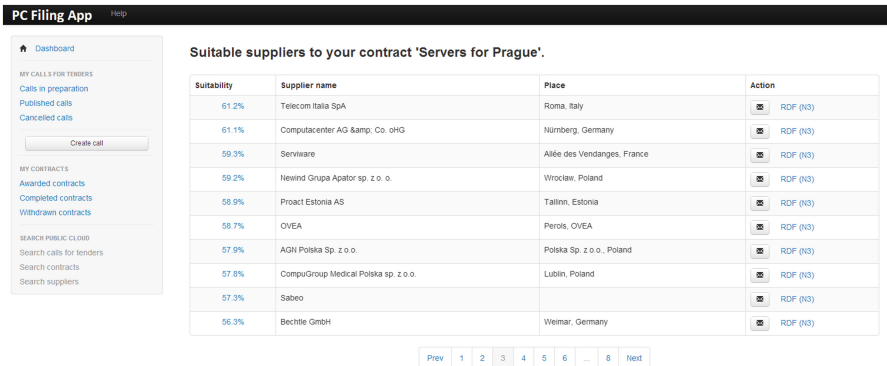 PC Filing App Help
Dashboard
MY CALLS FOR TENDERS
Calls in preparation
Published calls
Cancelled calls
Create call
MY CONTRACTS
Awarded contracts
Completed contracts
Withdrawn contracts
SEARCH PUBLIC CLOUD
Search calls for tenders
Search contracts
Search suppliers
Suitable suppliers to your contract 'Servers for Prague'.
Suitability Supplier name Place Action
61.2% Telecom Italia SpA Roma, Italy RDF (N3)
61.1% Computacenter AG &amp; Co. oHG Nürnberg, Germany RDF (N3)
59.3% Serviware Allée des Vendanges, France RDF (N3)
59.2% Newind Grupa Apator sp. z o. o. Wrocław, Poland RDF (N3)
58.9% Proact Estonia AS Tallinn, Estonia RDF (N3)
58.7% OVEA Perols, OVEA RDF (N3)
57.9% AGN Polska Sp. z o.o. Polska Sp. z o.o., Poland RDF (N3)
57.8% CompuGroup Medical Polska sp. z o.o. Lublin, Poland RDF (N3)
57.3% Sabeo RDF (N3)
56.3% Bechtle GmbH Weimar, Germany RDF (N3)
Prev 1 2 3 4 5 6 ... 8 Next